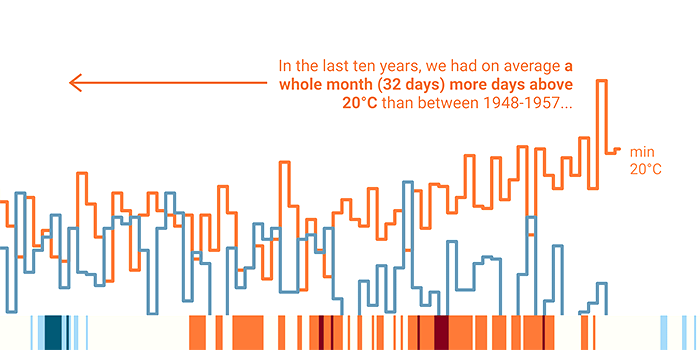 In the last ten years, we had on average a
whole month (32 days) more days above
20°C than between 1948-1957...
min
20°C